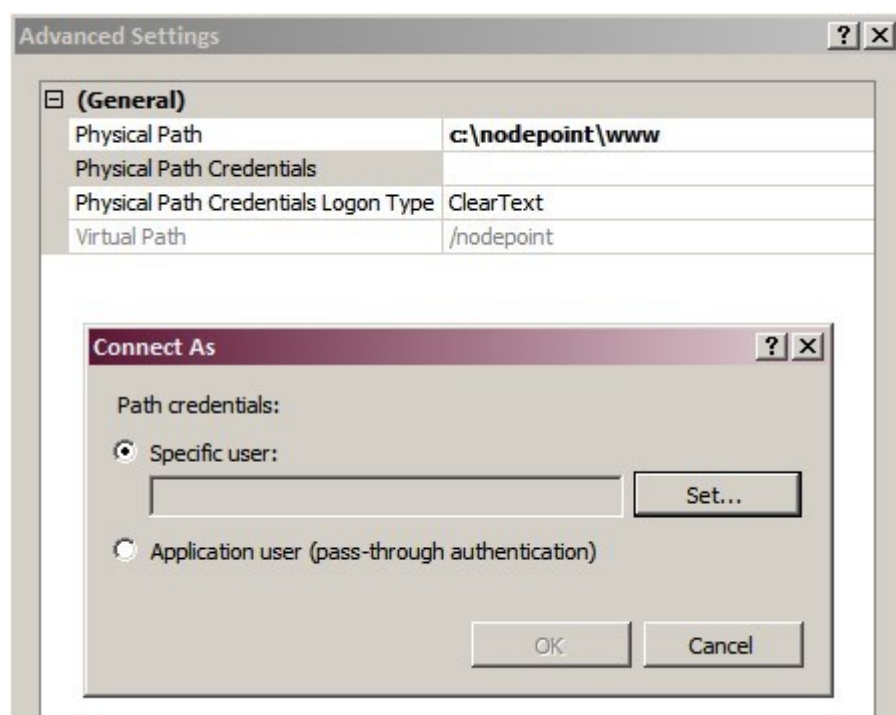 Advanced Settings
(General)
Physical Path c:\nodepoint\www
Physical Path Credentials
Physical Path Credentials Logon Type ClearText
Virtual Path /nodepoint
Connect As
Path credentials:
Specific user:
Set...
Application user (pass-through authentication)
OK Cancel